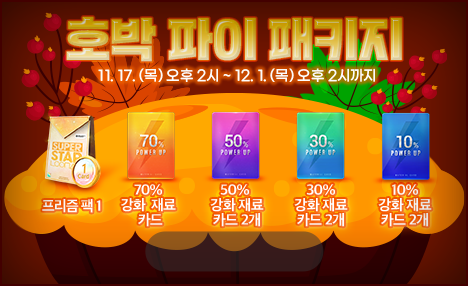 호박 파이 패키지
11. 17. (목) 오후 2시 ~ 12. 1. (목) 오후 2시까지
SUPER
STAR
1
70%
POWER UP
50%
POWER UP
30%
POWER UP
10%
POWER UP
프리즘 팩 1
70%
강화 재료
카드
50%
강화 재료
카드 2개
30%
강화 재료
카드 2개
10%
강화 재료
카드 2개